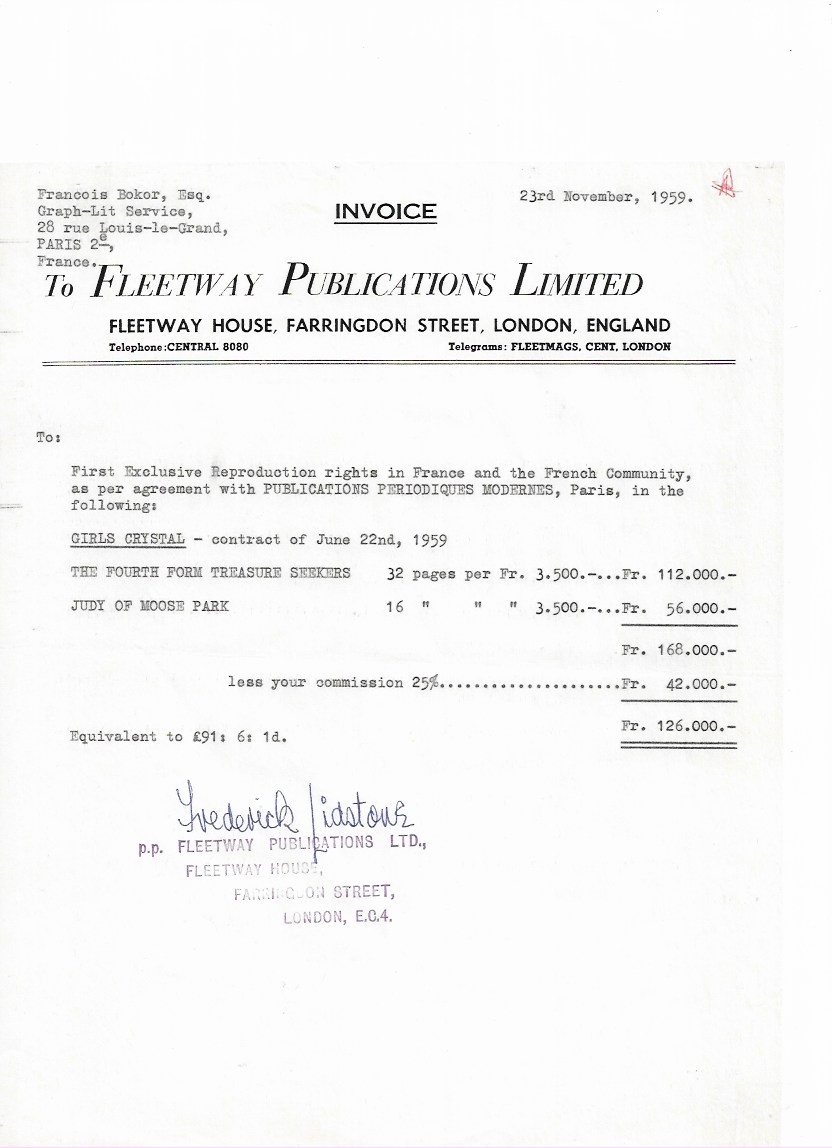 Francois Bokor, Esq.
Graph-Lit Service,
28 rue Louis-le-Grand,
PARIS 2e,
France.
INVOICE
23rd November, 1959.
To FLEETWAY PUBLICATIONS LIMITED
FLEETWAY HOUSE, FARRINGDON STREET, LONDON, ENGLAND
Telephone:CENTRAL 8080 Telegrams: FLEETMAGS, CENT, LONDON
To:
First Exclusive Reproduction rights in France and the French Community,
as per agreement with PUBLICATIONS PERIODIQUES MODERNES, Paris, in the
following:
GIRLS CRYSTAL - contract of June 22nd, 1959
THE FOURTH FORM TREASURE SEEKERS 32 pages per Fr. 3.500.-...Fr. 112.000.-
JUDY OF MOOSE PARK 16 " " " 3.500.-...Fr. 56.000.-
Fr. 168.000.-
less your commission 25%.....................Fr. 42.000.-
Fr. 126.000.-
Equivalent to £91: 6: 1d.
Frederick
p.p. FLEETWAY PUBLICATIONS LTD.,
FLEETWAY HOUSE,
FARRINGDON STREET,
LONDON, E.C.4.